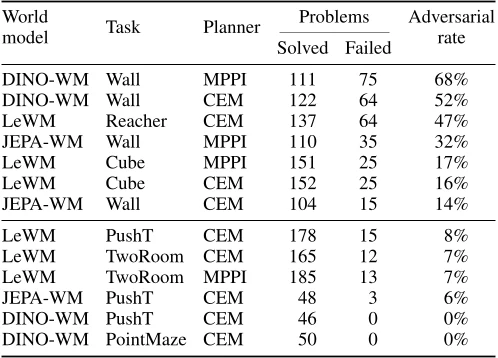 World model Task Planner Problems Adversarial rate
Solved Failed
DINO-WM Wall MPPI 111 75 68%
DINO-WM Wall CEM 122 64 52%
LeWM Reacher CEM 137 64 47%
JEPA-WM Wall MPPI 110 35 32%
LeWM Cube MPPI 151 25 17%
LeWM Cube CEM 152 25 16%
JEPA-WM Wall CEM 104 15 14%
LeWM PushT CEM 178 15 8%
LeWM TwoRoom CEM 165 12 7%
LeWM TwoRoom MPPI 185 13 7%
JEPA-WM PushT CEM 48 3 6%
DINO-WM PushT CEM 46 0 0%
DINO-WM PointMaze CEM 50 0 0%